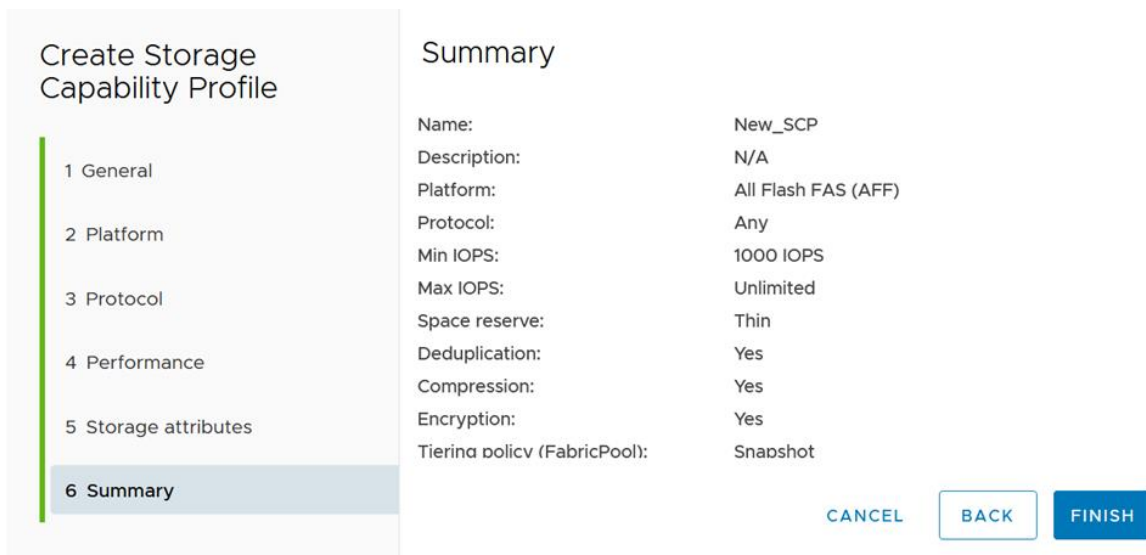 Create Storage
Capability Profile
1 General
2 Platform
3 Protocol
4 Performance
5 Storage attributes
6 Summary
Summary
Name: New_SCP
Description: N/A
Platform: All Flash FAS (AFF)
Protocol: Any
Min IOPS: 1000 IOPS
Max IOPS: Unlimited
Space reserve: Thin
Deduplication: Yes
Compression: Yes
Encryption: Yes
Tiering policy (FabricPool): Snapshot
CANCEL BACK FINISH